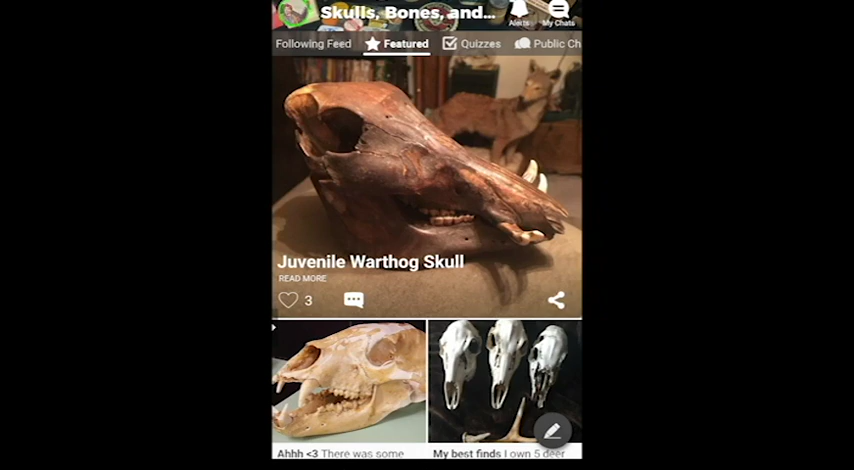 Skulls, Bones, and...
Alerts
My Chats
Following Feed
Featured
Quizzes
Public Ch
Juvenile Warthog Skull
READ MORE
3
Ahhh <3 There was some
My best finds I own 5 deer